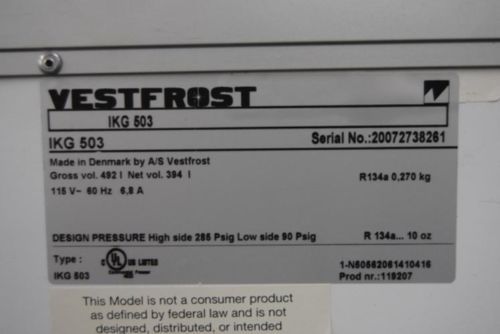 VESTFROST
IKG 503
IKG 503 Serial No.:20072738261
Made in Denmark by A/S Vestfrost
Gross vol. 492 l Net vol. 394 l R134a 0,270 kg
115 V~ 60 Hz 6,8 A
DESIGN PRESSURE High side 285 Psig Low side 90 Psig R 134a... 10 oz
Type : C UL US LISTED 1-N60562061410416
IKG 503 Prod nr.:119207
This Model is not a consumer product
as defined by federal law and is not
designed, distributed, or intended